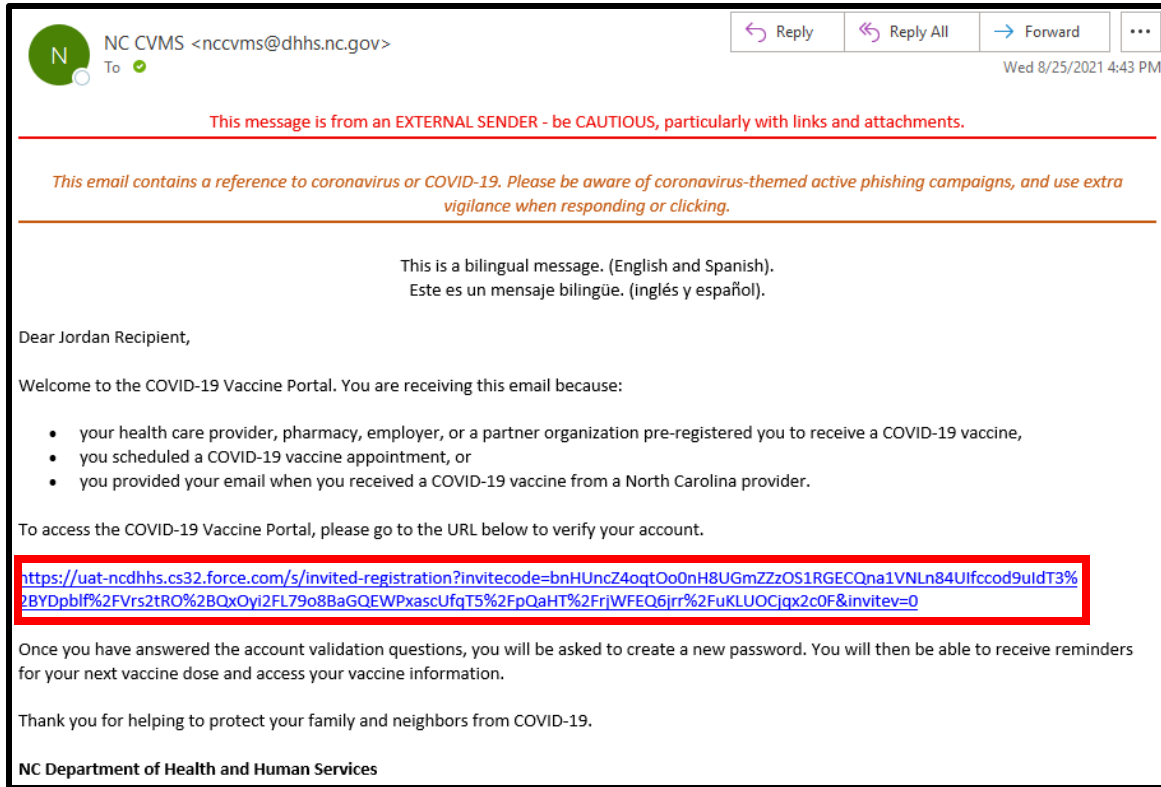 N
NC CVMS <nccvms@dhhs.nc.gov>
To
Reply
Reply All
Forward
...
Wed 8/25/2021 4:43 PM
This message is from an EXTERNAL SENDER - be CAUTIOUS, particularly with links and attachments.
This email contains a reference to coronavirus or COVID-19. Please be aware of coronavirus-themed active phishing campaigns, and use extra
vigilance when responding or clicking.
This is a bilingual message. (English and Spanish).
Este es un mensaje bilingüe. (inglés y español).
Dear Jordan Recipient,
Welcome to the COVID-19 Vaccine Portal. You are receiving this email because:
• your health care provider, pharmacy, employer, or a partner organization pre-registered you to receive a COVID-19 vaccine,
• you scheduled a COVID-19 vaccine appointment, or
• you provided your email when you received a COVID-19 vaccine from a North Carolina provider.
To access the COVID-19 Vaccine Portal, please go to the URL below to verify your account.
https://uat-ncdhhs.cs32.force.com/s/invited-registration?invitecode=bnHUncZ4oqtOo0nH8UGmZZzOS1RGECQna1VNLn84UIfccod9uIdT3%
2BYDpblf%2FVrs2tRO%2BQxOyi2FL79o8BaGQEWPxascUfqT5%2FpQaHT%2FrjWFEQ6jrr%2FuKLUOCjqx2c0F&invitev=0
Once you have answered the account validation questions, you will be asked to create a new password. You will then be able to receive reminders
for your next vaccine dose and access your vaccine information.
Thank you for helping to protect your family and neighbors from COVID-19.
NC Department of Health and Human Services